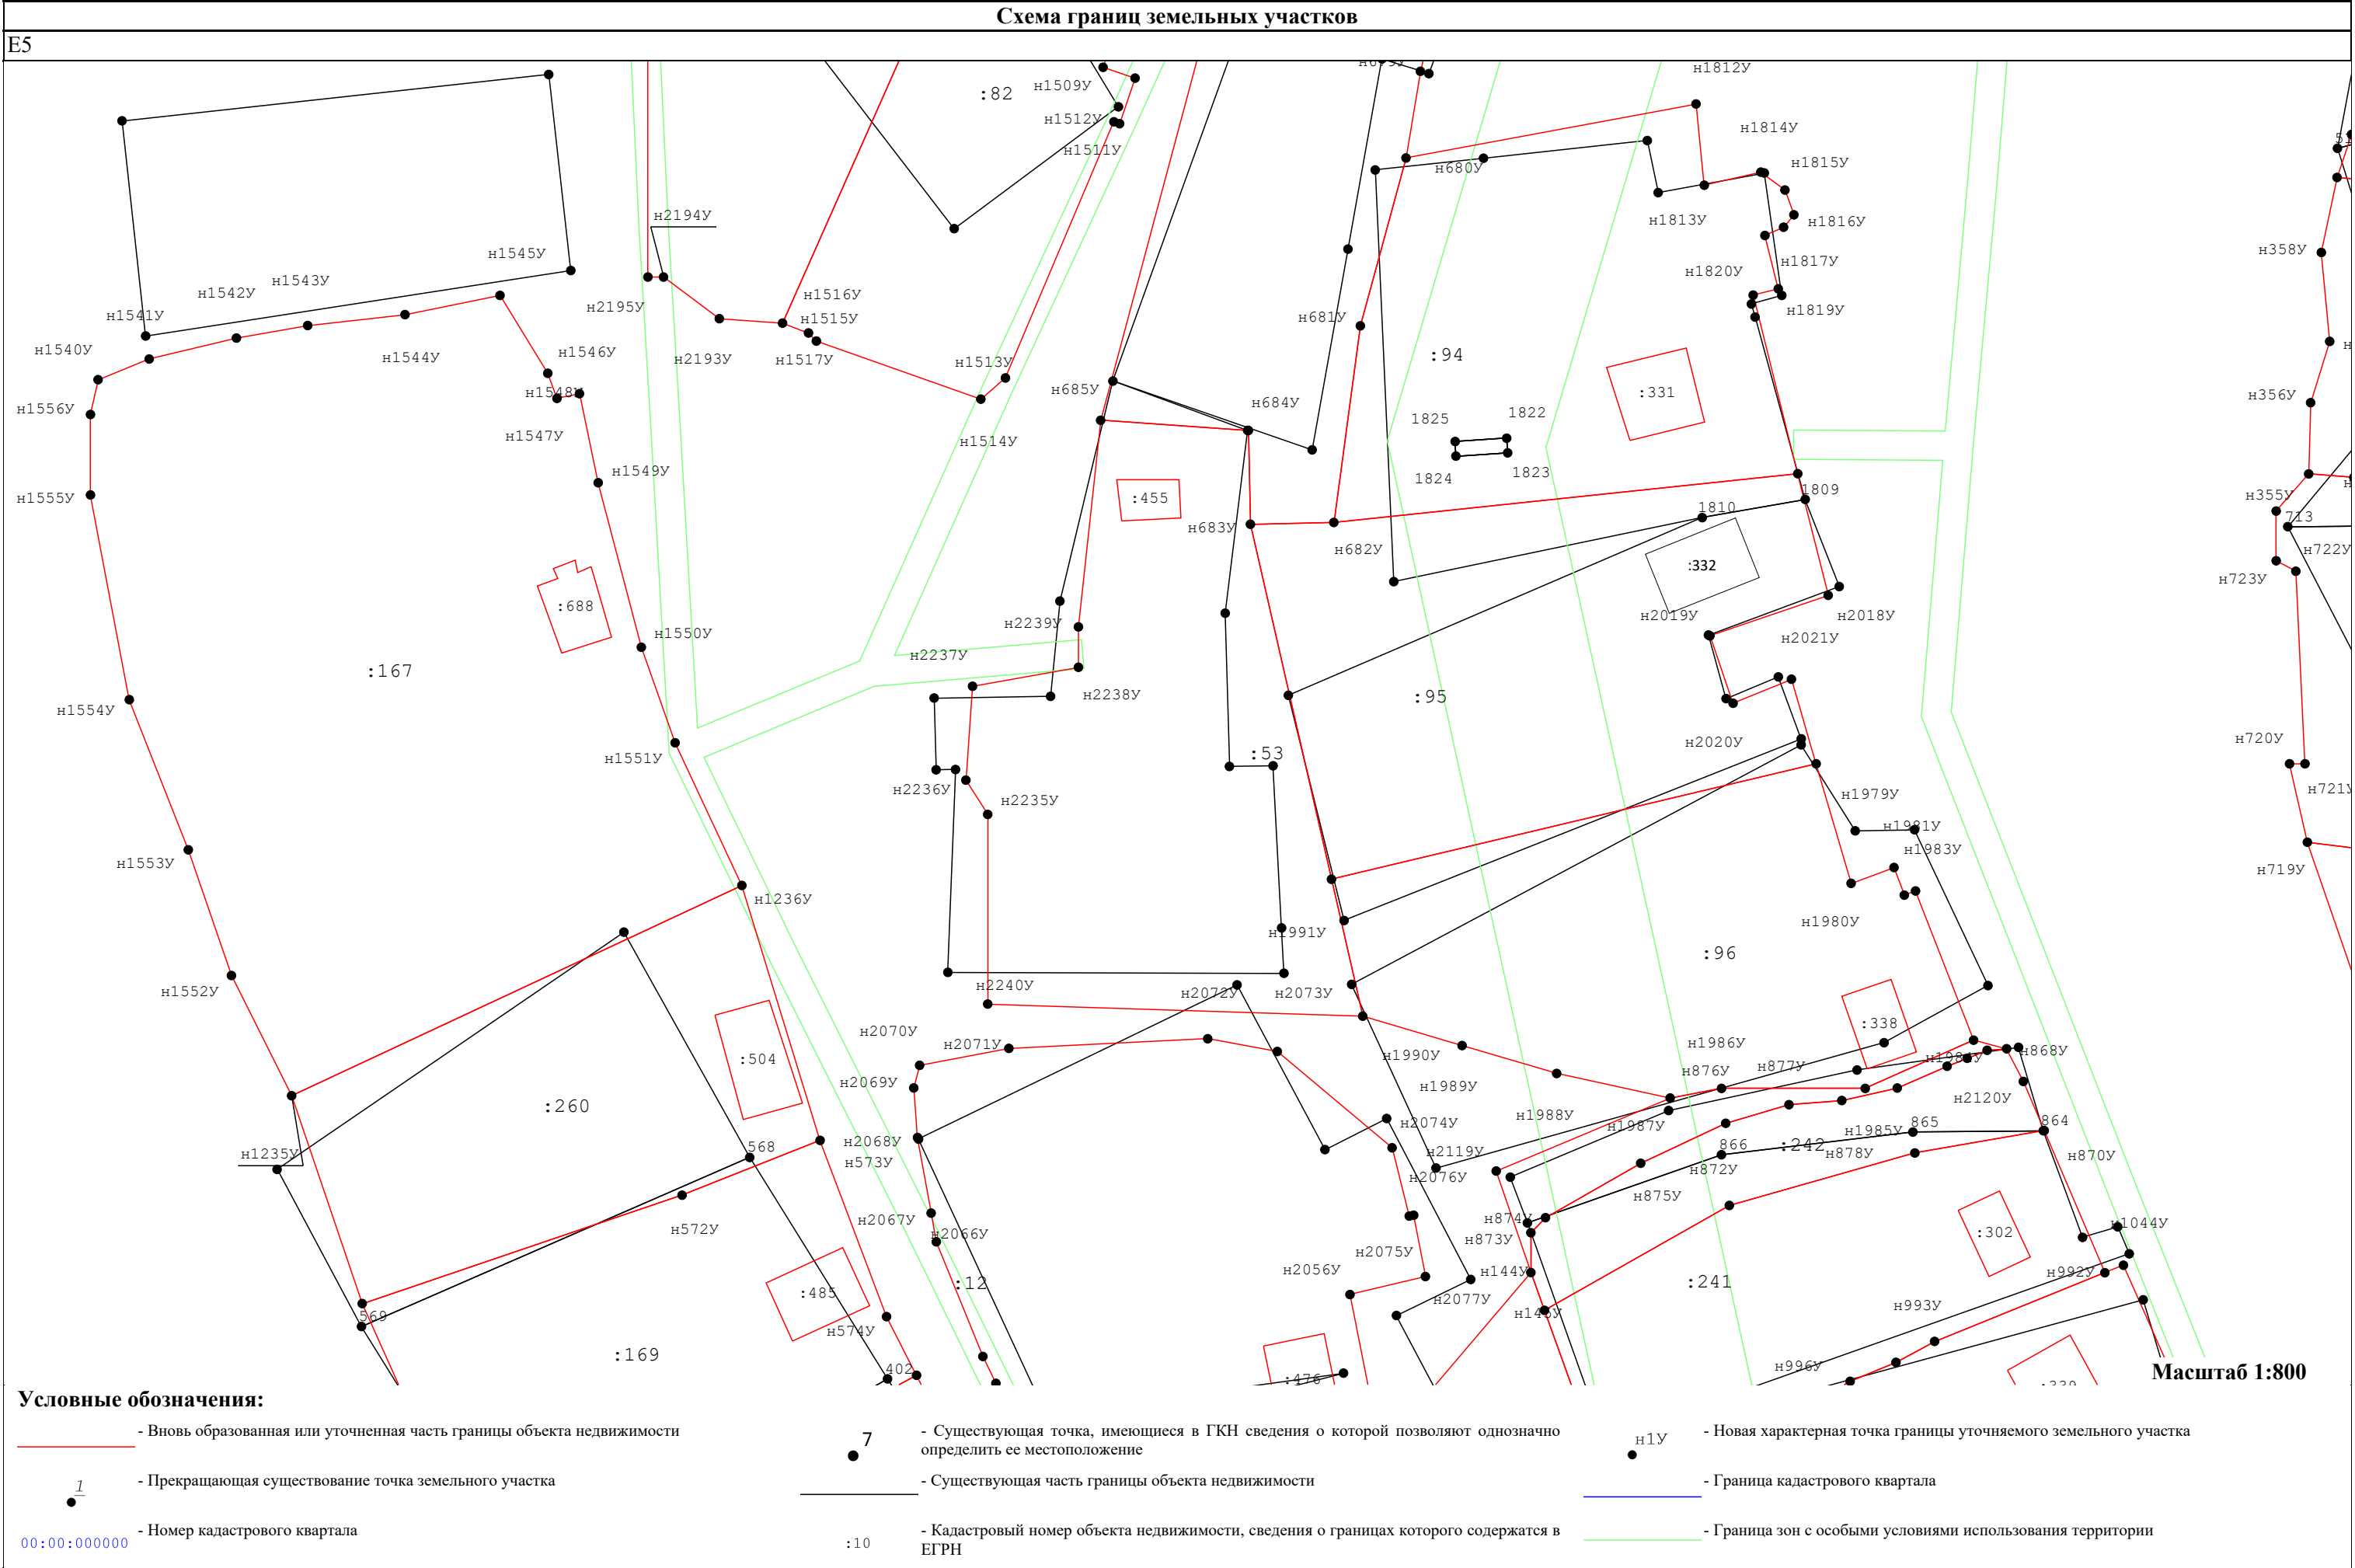 Схема границ земельных участков
Е5
н1812У
:82
н1509У
н1512У
н1511У
н1814У
н680У
н1815У
н1813У
н1816У
н2194У
н358У
н1545У
н1543У
н1542У
н1817У
н1820У
н1541У
н2195У
н1516У
н1515У
н681У
н1819У
н1540У
н1544У
н1546У
н2193У
н1517У
н1513У
:94
н1548У
н685У
:331
н356У
н1556У
н684У
1825
1822
н1547У
н1514У
н1549У
1824
1823
н1555У
:455
1809
н355У
н683У
1810
713
н682У
н722У
:332
н723У
:688
н2239У
н2019У
н2018У
н1550У
н2021У
н2237У
:167
н2238У
:95
н1554У
н1551У
:53
н2020У
н720У
н2236У
н2235У
н1979У
н721У
н1981У
н1553У
н1983У
н719У
н1236У
н1980У
н1991У
:96
н1552У
н2240У
н2072У
н2073У
:338
н2070У
н2071У
н1990У
н1986У
н868У
:504
н877У
н1984У
н2069У
н1989У
н876У
н2120У
:260
н1988У
н1987У
н2074У
н1985У
865
864
н1235У
568
н2068У
н573У
н2119У
866
:242
н878У
н870У
н2076У
н872У
н875У
н572У
н2067У
н874У
н1044У
н2066У
н873У
:302
н2075У
н2056У
н144У
н992У
:12
:241
:485
н2077У
н993У
569
н574У
н145У
:169
402
н996У
:476
Масштаб 1:800
Условные обозначения:
- Вновь образованная или уточненная часть границы объекта недвижимости
7
- Существующая точка, имеющиеся в ГКН сведения о которой позволяют однозначно
определить ее местоположение
н1У
- Новая характерная точка границы уточняемого земельного участка
1
- Прекращающая существование точка земельного участка
- Существующая часть границы объекта недвижимости
- Граница кадастрового квартала
00:00:000000
- Номер кадастрового квартала
:10
- Кадастровый номер объекта недвижимости, сведения о границах которого содержатся в
ЕГРН
- Граница зон с особыми условиями использования территории